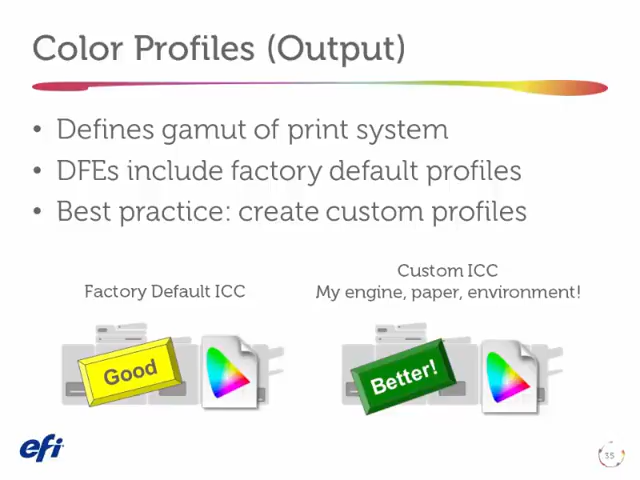 Color Profiles (Output)
• Defines gamut of print system
• DFEs include factory default profiles
• Best practice: create custom profiles
Factory Default ICC
Custom ICC
My engine, paper, environment!
Good
Better!
efi
35